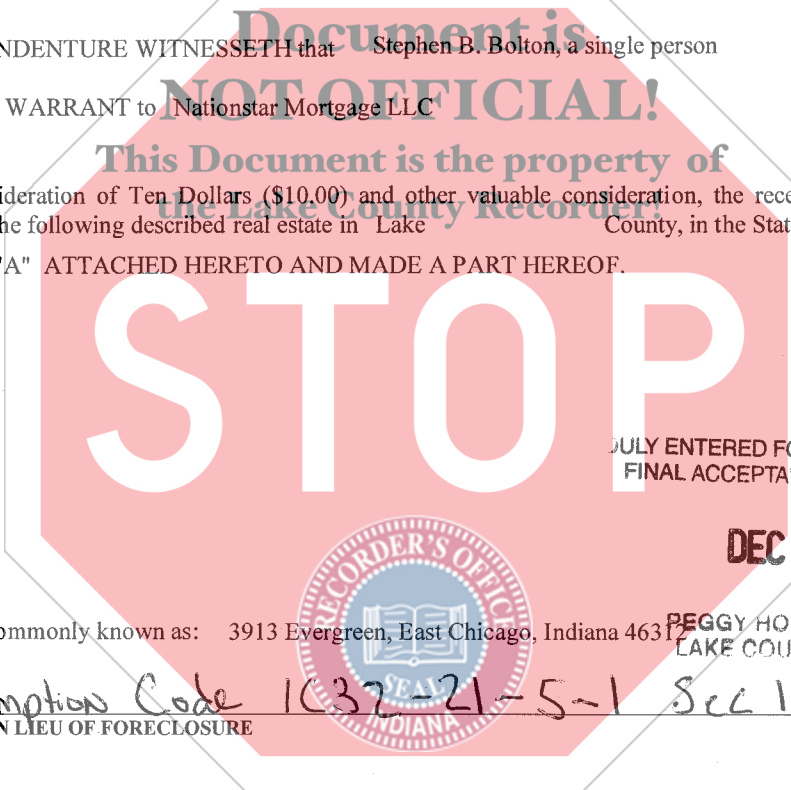 Document is
NDENTURE WITNESSETH that Stephen B. Bolton, a single person
NOT OFFICIAL!
WARRANT to Nationstar Mortgage LLC
This Document is the property of
ideration of Ten Dollars ($10.00) and other valuable consideration, the rece
the Lake County Recorder!
he following described real estate in Lake County, in the Stat
"A" ATTACHED HERETO AND MADE A PART HEREOF.
STOP
DULY ENTERED FO
FINAL ACCEPTA
DEC
RECORDER'S OFFICE
ommonly known as: 3913 Evergreen, East Chicago, Indiana 46312
PEGGY HO
LAKE COU
SEAL
INDIANA
mption Code IC32-21-5-1 Sec 1
N LIEU OF FORECLOSURE